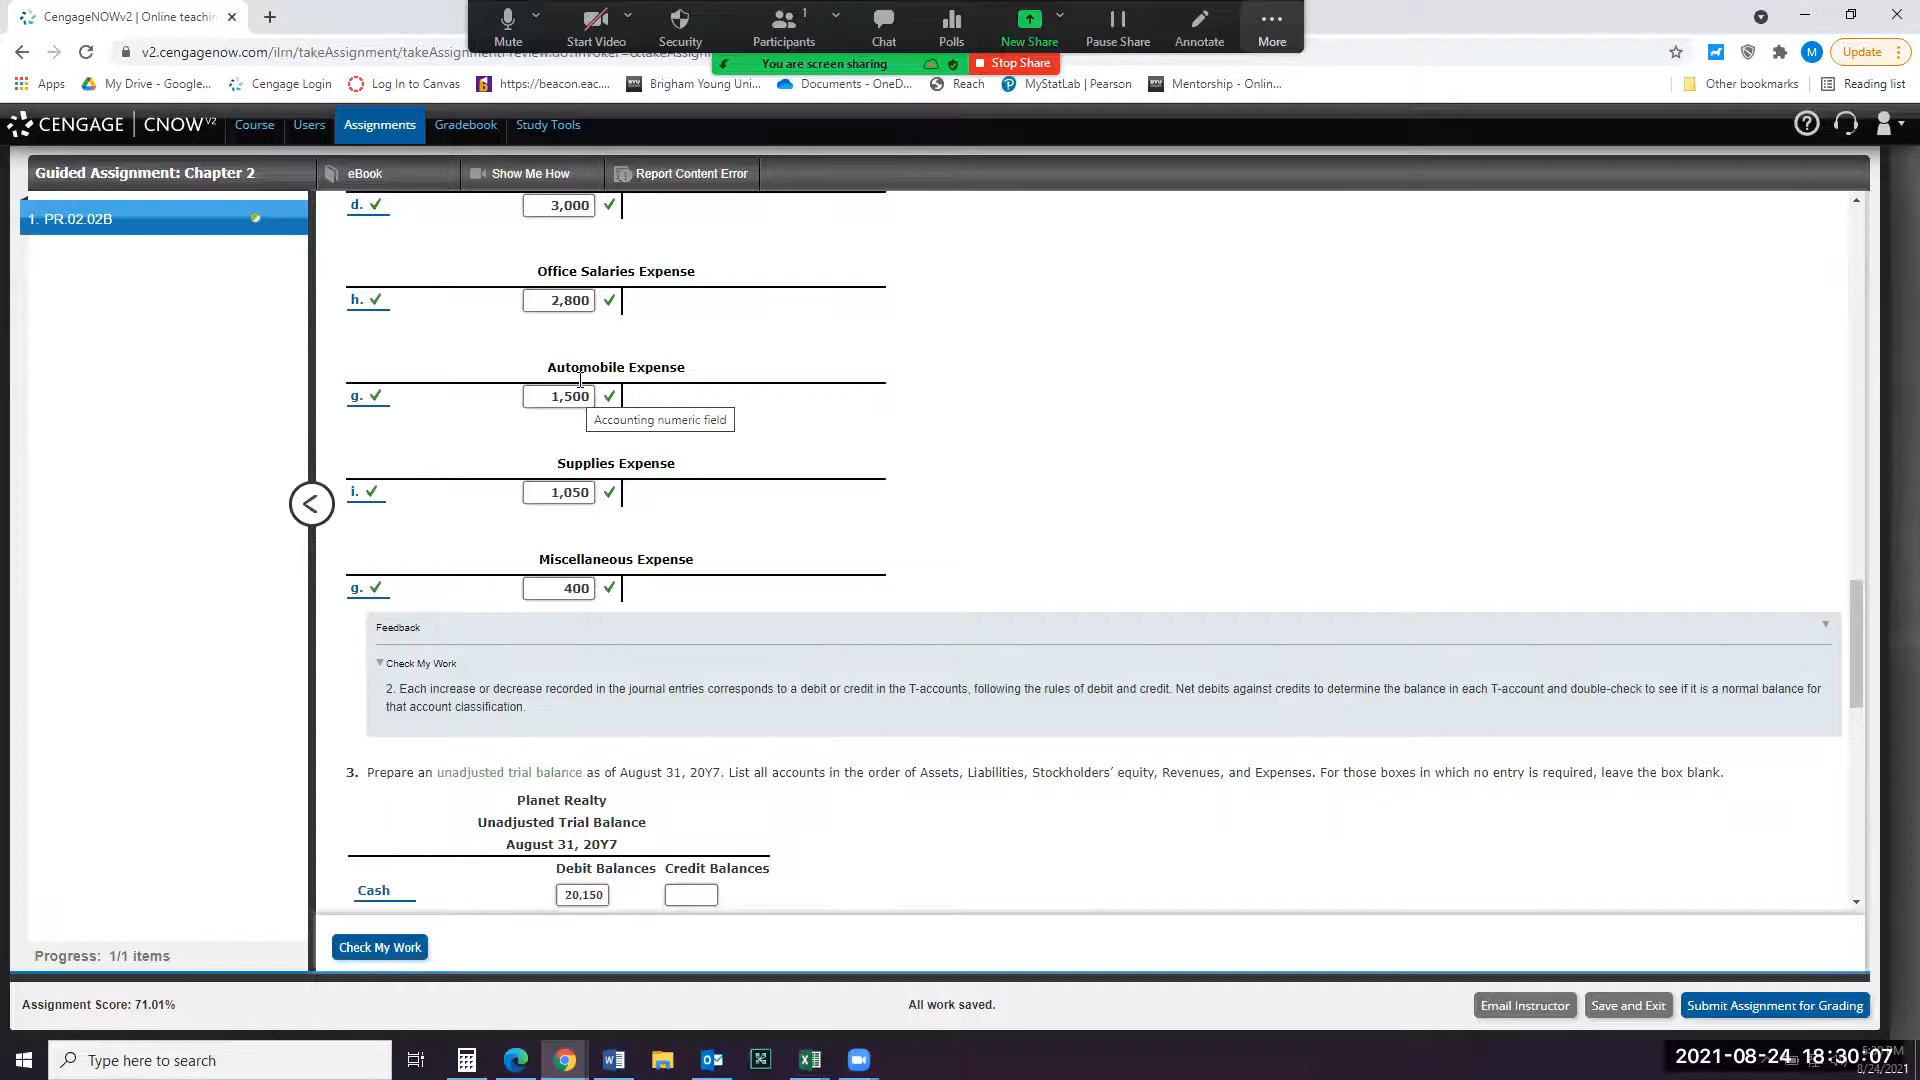 CengageNOWv2 | Online teachin
Mute
Start Video
Security
1
Participants
Chat
Polls
New Share
Pause Share
Annotate
More
v2.cengagenow.com/ilrn/takeAssignment/takeAssign
You are screen sharing
Stop Share
M
Update
Apps
My Drive - Google...
Cengage Login
Log In to Canvas
https://beacon.eac....
Brigham Young Uni...
Documents - OneD...
Reach
MyStatLab | Pearson
Mentorship - Onlin...
Other bookmarks
Reading list
CENGAGE | CNOWv2
Course
Users
Assignments
Gradebook
Study Tools
Guided Assignment: Chapter 2
eBook
Show Me How
Report Content Error
1. PR.02.02B
d. 3,000
Office Salaries Expense
h. 2,800
Automobile Expense
g. 1,500
Accounting numeric field
Supplies Expense
i. 1,050
Miscellaneous Expense
g. 400
Feedback
Check My Work
2. Each increase or decrease recorded in the journal entries corresponds to a debit or credit in the T-accounts, following the rules of debit and credit. Net debits against credits to determine the balance in each T-account and double-check to see if it is a normal balance for
that account classification.
3. Prepare an unadjusted trial balance as of August 31, 20Y7. List all accounts in the order of Assets, Liabilities, Stockholders' equity, Revenues, and Expenses. For those boxes in which no entry is required, leave the box blank.
Planet Realty
Unadjusted Trial Balance
August 31, 20Y7
Debit Balances Credit Balances
Cash 20,150
Progress: 1/1 items
Check My Work
Assignment Score: 71.01%
All work saved.
Email Instructor
Save and Exit
Submit Assignment for Grading
Type here to search
2021-08-24 18:30:07
8/24/2021